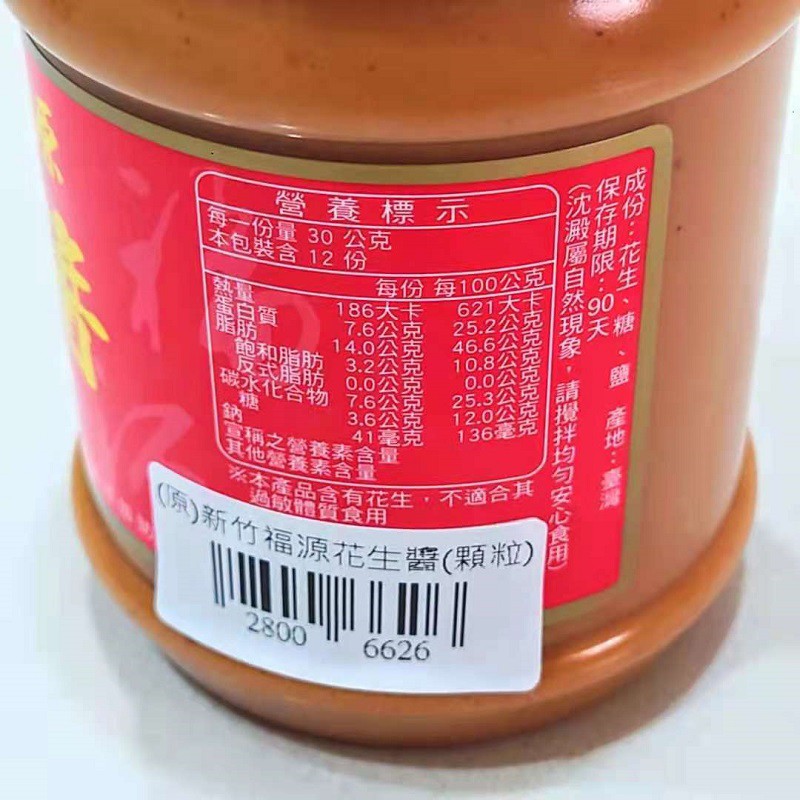 營養標示
每一份量 30 公克
本包裝含 12 份
每份 每100公克
熱量 186大卡 621大卡
蛋白質 7.6公克 25.2公克
脂肪 14.0公克 46.6公克
飽和脂肪 3.2公克 10.8公克
反式脂肪 0.0公克 0.0公克
碳水化合物 7.6公克 25.3公克
糖 3.6公克 12.0公克
鈉 41毫克 136毫克
宣稱之營養素含量
其他營養素含量
※本產品含有花生，不適合其
過敏體質食用
成份：花生、糖、鹽 產地：臺灣
保存期限：90天
(沈澱屬自然現象，請攪拌均勻安心食用)
(原)新竹福源花生醬(顆粒)
2800 6626